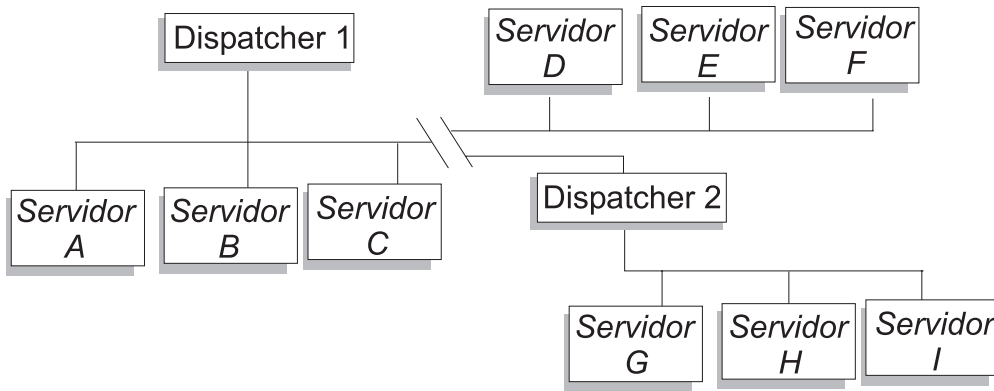 Dispatcher 1
Servidor
D
Servidor
E
Servidor
F
Servidor
A
Servidor
B
Servidor
C
Dispatcher 2
Servidor
G
Servidor
H
Servidor
I